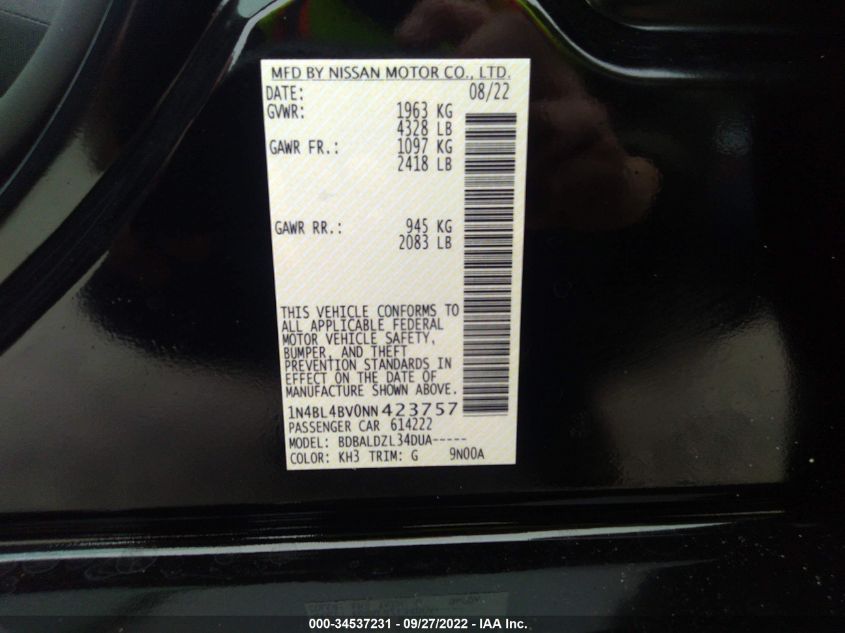 MFD BY NISSAN MOTOR CO., LTD.
DATE: 08/22
GVWR: 1963 KG
4328 LB
GAWR FR.: 1097 KG
2418 LB
GAWR RR.: 945 KG
2083 LB
THIS VEHICLE CONFORMS TO
ALL APPLICABLE FEDERAL
MOTOR VEHICLE SAFETY,
BUMPER, AND THEFT
PREVENTION STANDARDS IN
EFFECT ON THE DATE OF
MANUFACTURE SHOWN ABOVE.
1N4BL4BV0NN423757
PASSENGER CAR 614222
MODEL: BDBALDZL34DUA-----
COLOR: KH3 TRIM: G 9N00A
000-34537231 - 09/27/2022 - IAA Inc.